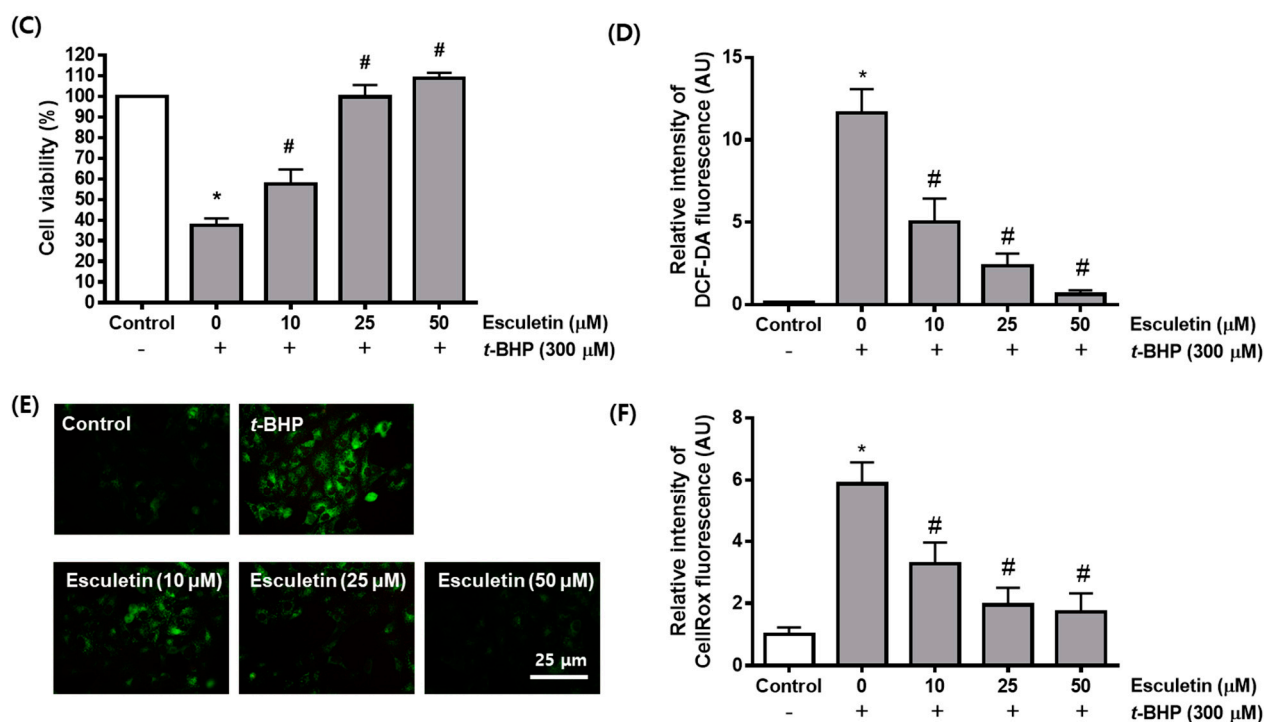 (C)
Cell viability (%)
120
110
100
90
80
70
60
50
40
30
20
10
0
*
#
#
#
Control 0 10 25 50 Esculetin (μM)
- + + + + t-BHP (300 μM)
(D)
Relative intensity of
DCF-DA fluorescence (AU)
15
10
5
0
*
#
#
#
Control 0 10 25 50 Esculetin (μM)
- + + + + t-BHP (300 μM)
(E)
Control
t-BHP
Esculetin (10 μM)
Esculetin (25 μM)
Esculetin (50 μM)
25 μm
(F)
Relative intensity of
CellRox fluorescence (AU)
8
6
4
2
0
*
#
#
#
Control 0 10 25 50 Esculetin (μM)
- + + + + t-BHP (300 μM)